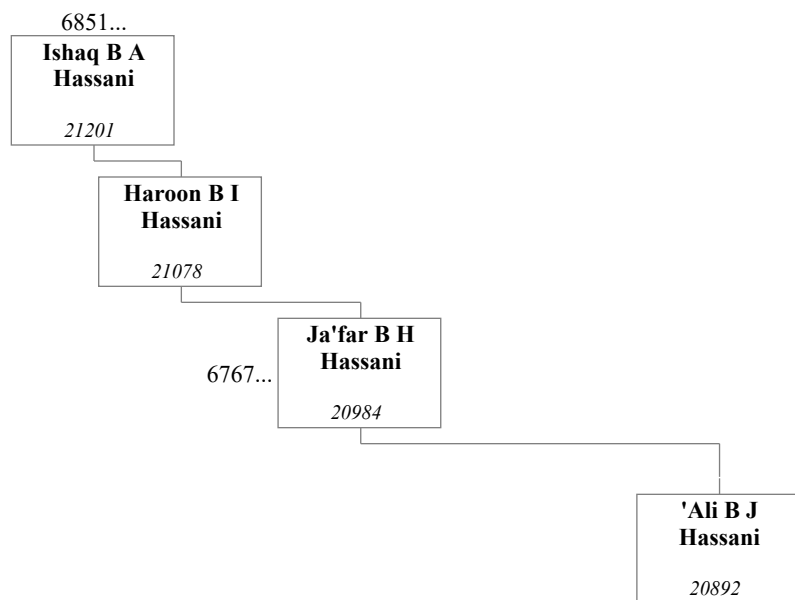 6851...
Ishaq B A
Hassani
21201
Haroon B I
Hassani
21078
Ja'far B H
Hassani
6767...
20984
'Ali B J
Hassani
20892